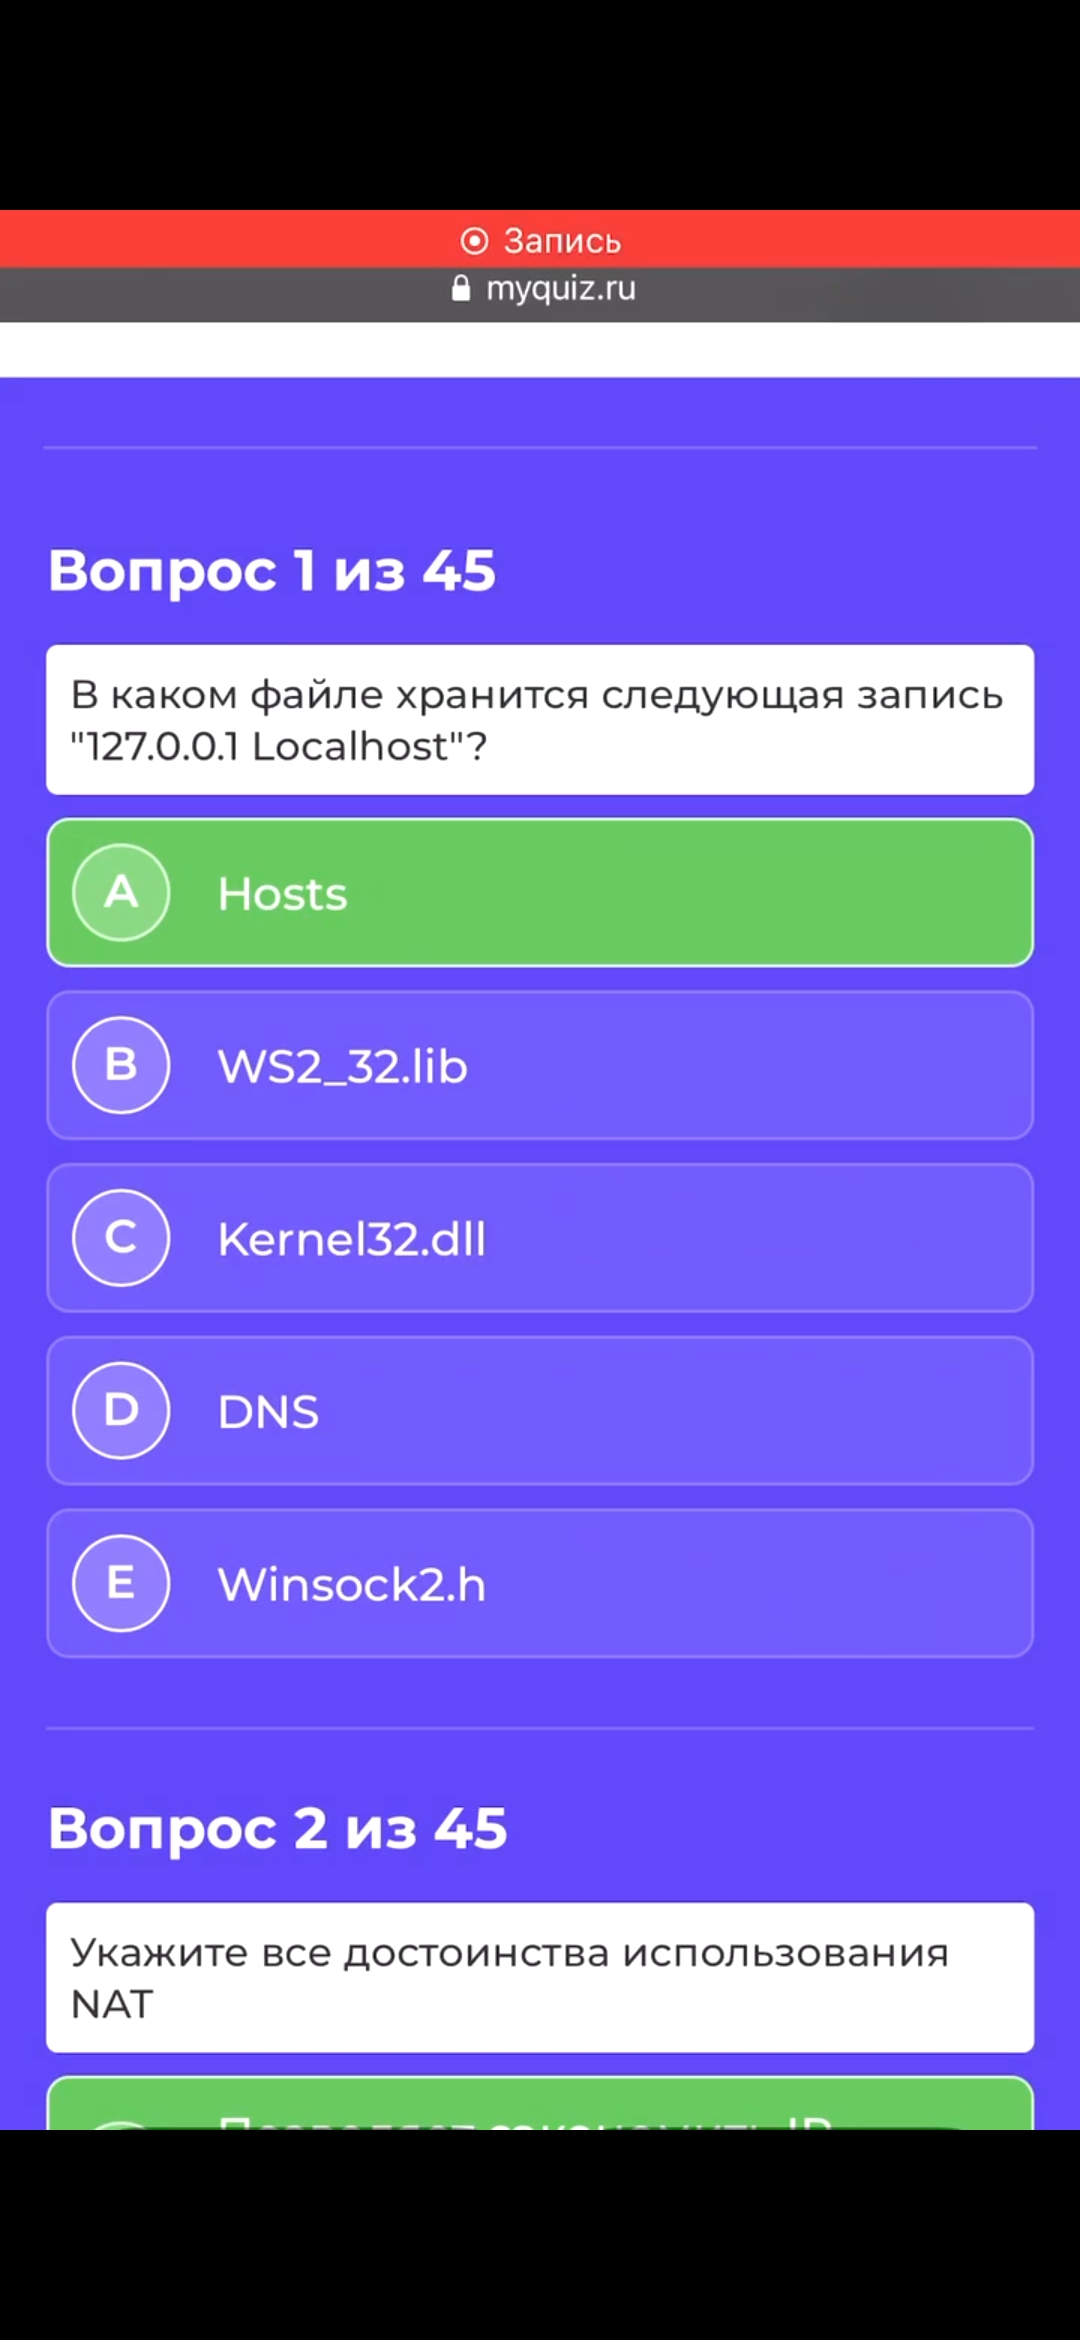 Запись
myquiz.ru
Вопрос 1 из 45
В каком файле хранится следующая запись
"127.0.0.1 Localhost"?
A Hosts
B WS2_32.lib
C Kernel32.dll
D DNS
E Winsock2.h
Вопрос 2 из 45
Укажите все достоинства использования
NAT